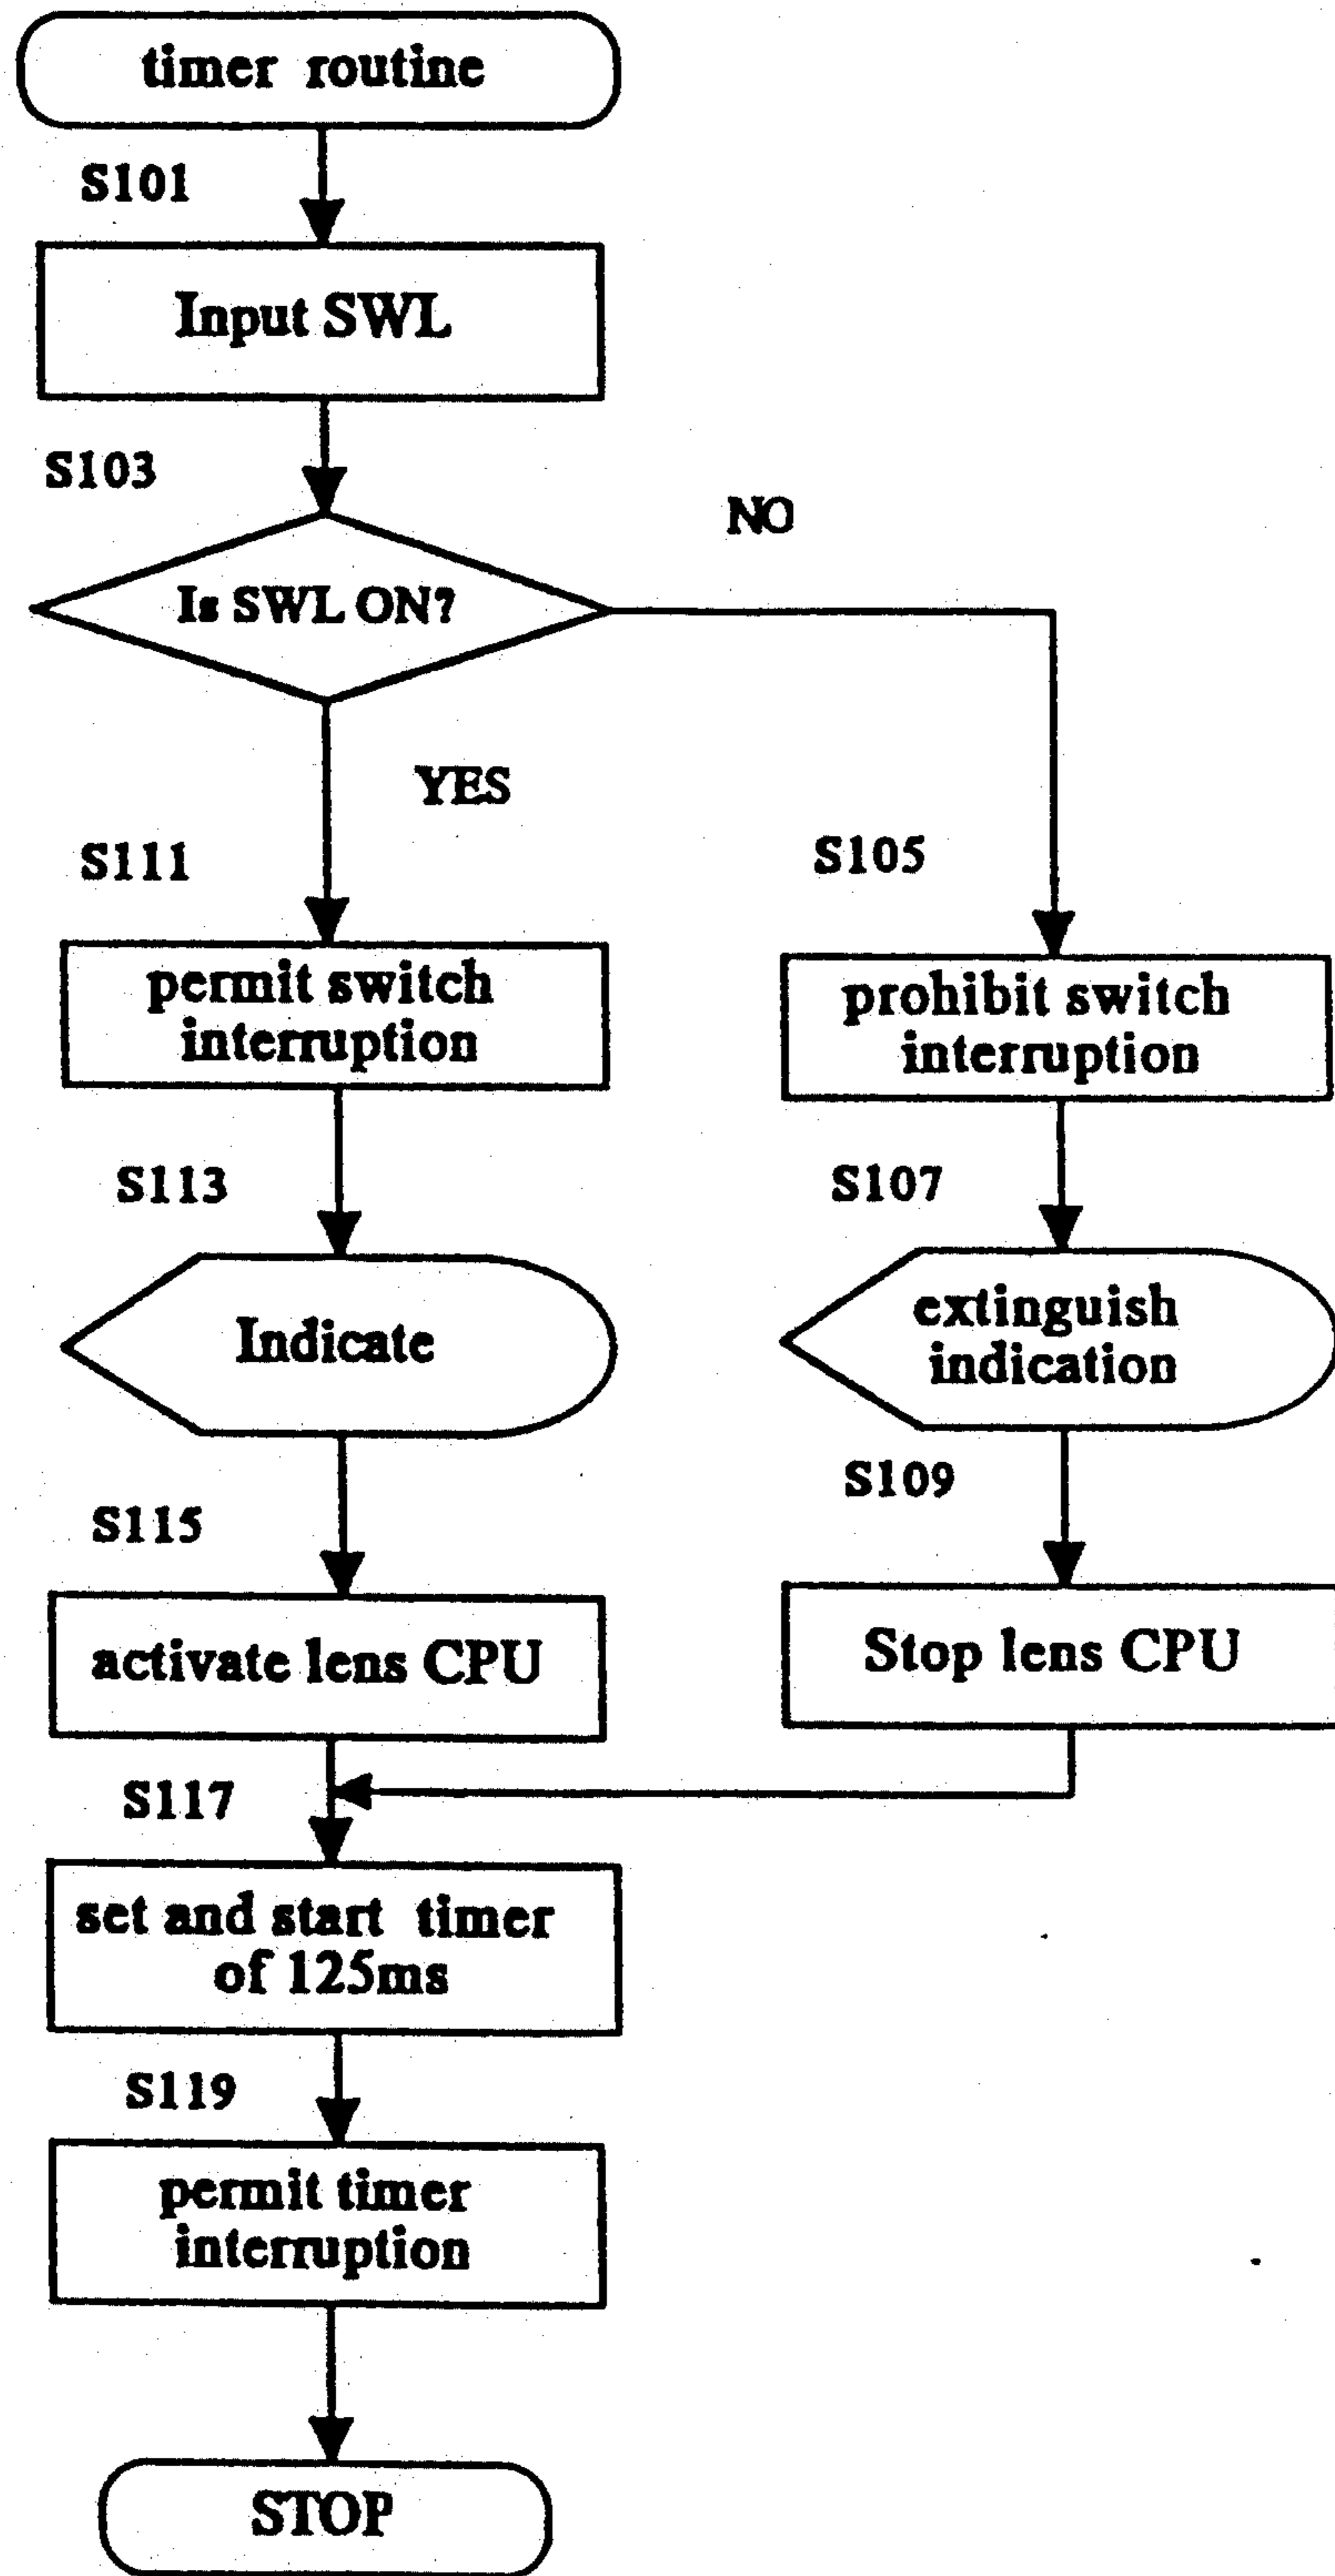 timer routine
S101
Input SWL
S103
Is SWL ON?
NO
YES
S111
permit switch
interruption
S105
prohibit switch
interruption
S113
Indicate
S107
extinguish
indication
S115
activate lens CPU
S109
Stop lens CPU
S117
set and start timer
of 125ms
S119
permit timer
interruption
STOP